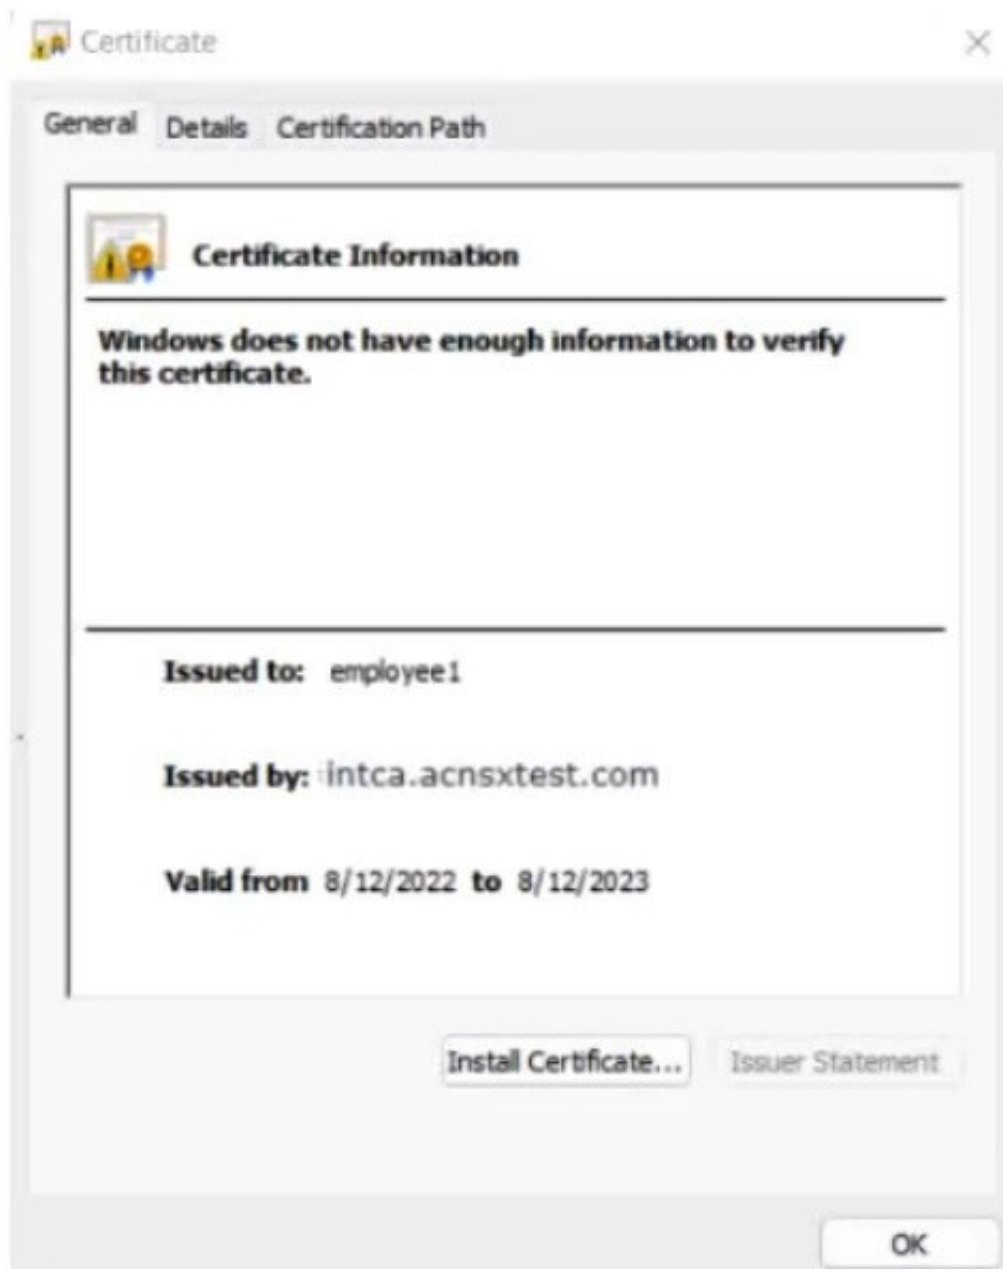 Certificate
General Details Certification Path
Certificate Information
Windows does not have enough information to verify
this certificate.
Issued to: employee1
Issued by: intca.acnsxtest.com
Valid from 8/12/2022 to 8/12/2023
Install Certificate... Issuer Statement
OK